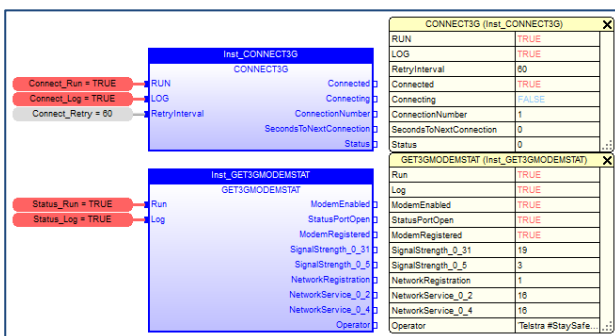 Inst_CONNECT3G
CONNECT3G
Connect_Run = TRUE
RUN
Connected
Connect_Log = TRUE
LOG
Connecting
Connect_Retry = 60
RetryInterval
ConnectionNumber
SecondsToNextConnection
Status
CONNECT3G (Inst_CONNECT3G) X
RUN TRUE
LOG TRUE
RetryInterval 60
Connected TRUE
Connecting FALSE
ConnectionNumber 1
SecondsToNextConnection 0
Status 0
Inst_GET3GMODEMSTAT
GET3GMODEMSTAT
Status_Run = TRUE
Run
ModemEnabled
Status_Log = TRUE
Log
StatusPortOpen
ModemRegistered
SignalStrength_0_31
SignalStrength_0_5
NetworkRegistration
NetworkService_0_2
NetworkService_0_4
Operator
GET3GMODEMSTAT (Inst_GET3GMODEMSTAT) X
Run TRUE
Log TRUE
ModemEnabled TRUE
StatusPortOpen TRUE
ModemRegistered TRUE
SignalStrength_0_31 19
SignalStrength_0_5 3
NetworkRegistration 1
NetworkService_0_2 16
NetworkService_0_4 16
Operator 'Telstra #StaySafe...